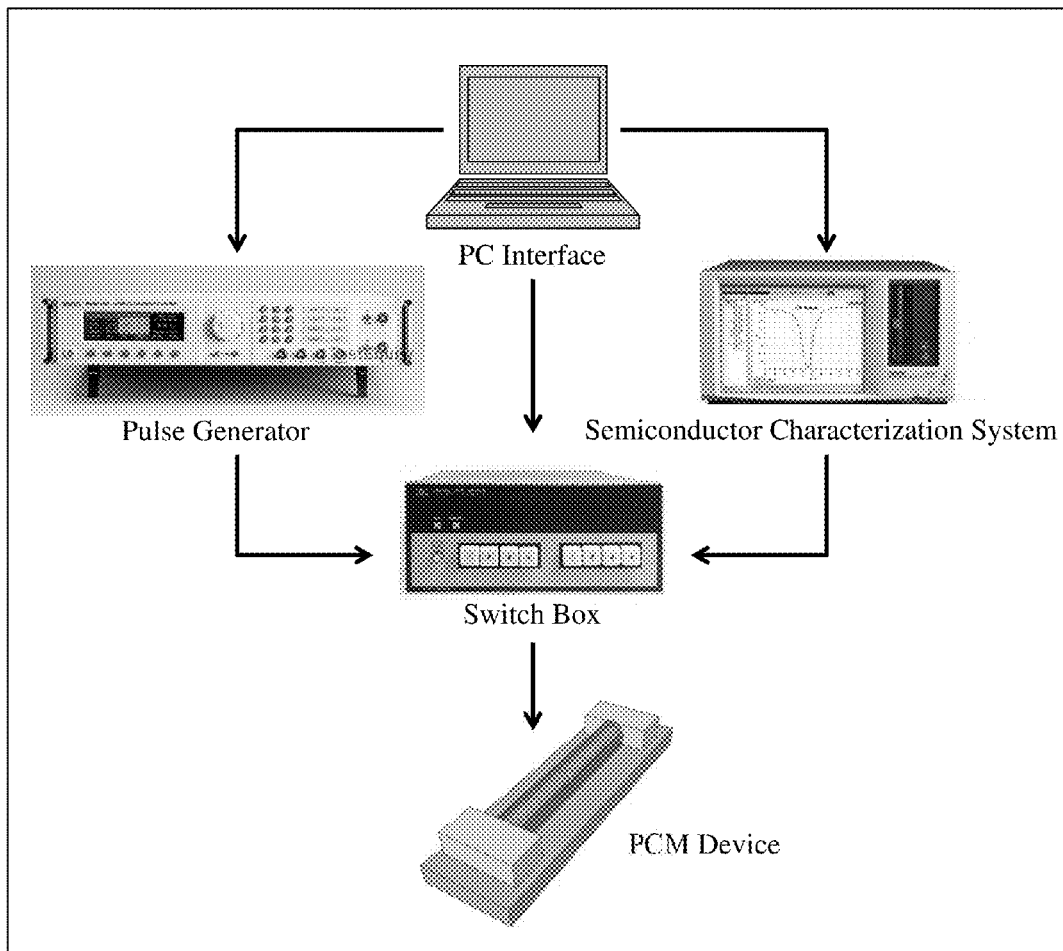 PC Interface
Pulse Generator
Semiconductor Characterization System
Switch Box
PCM Device